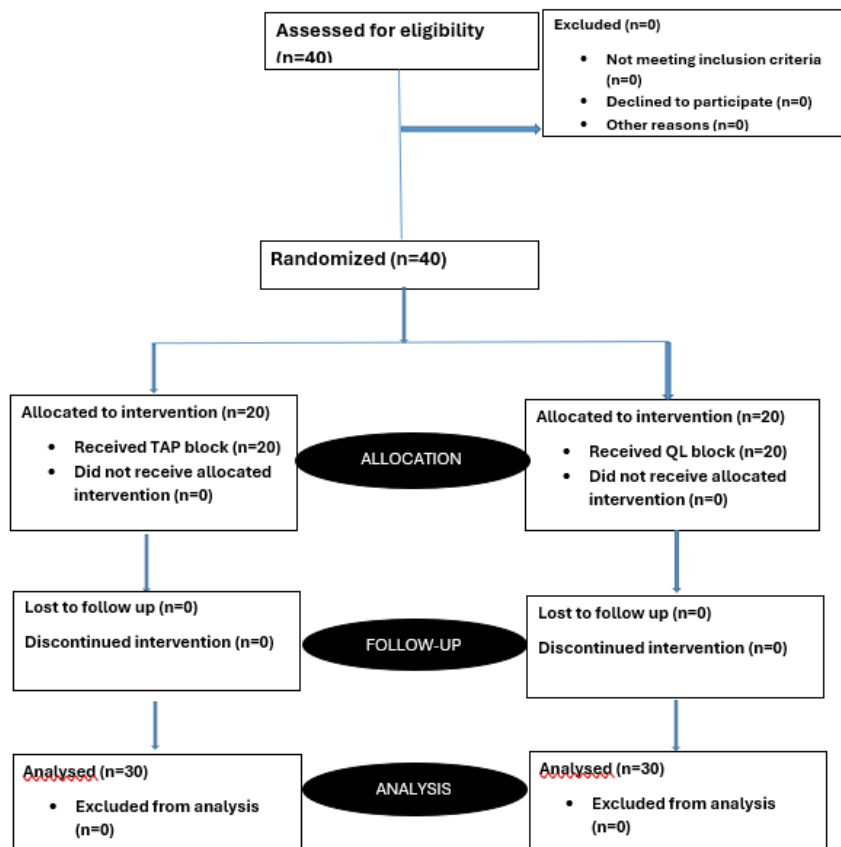 Assessed for eligibility
(n=40)
Excluded (n=0)
• Not meeting inclusion criteria
(n=0)
• Declined to participate (n=0)
• Other reasons (n=0)
Randomized (n=40)
Allocated to intervention (n=20)
• Received TAP block (n=20)
• Did not receive allocated
intervention (n=0)
ALLOCATION
Allocated to intervention (n=20)
• Received QL block (n=20)
• Did not receive allocated
intervention (n=0)
Lost to follow up (n=0)
Discontinued intervention (n=0)
FOLLOW-UP
Lost to follow up (n=0)
Discontinued intervention (n=0)
Analysed (n=30)
• Excluded from analysis
(n=0)
ANALYSIS
Analysed (n=30)
• Excluded from analysis
(n=0)